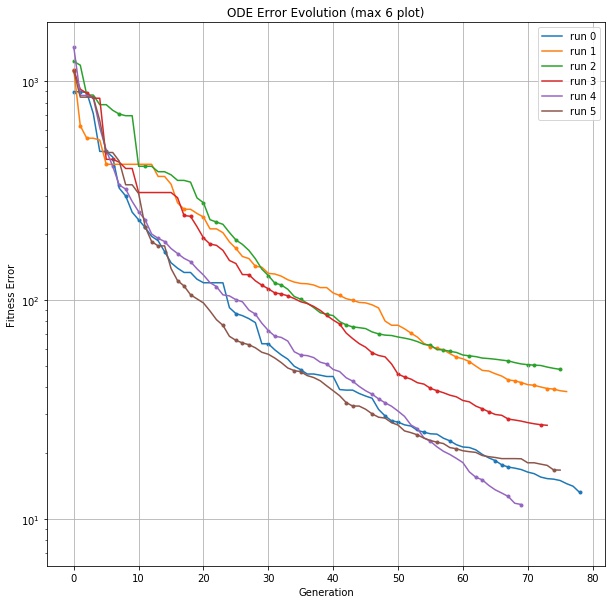 ODE Error Evolution (max 6 plot)
run 0
run 1
run 2
run 3
run 4
run 5
10³
10²
10¹
Fitness Error
0 10 20 30 40 50 60 70 80
Generation